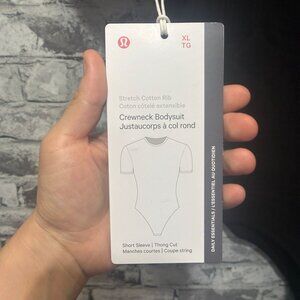 XL
TG
Stretch Cotton Rib
Coton côtelé extensible
Crewneck Bodysuit
Justaucorps à col rond
Short Sleeve | Thong Cut
Manches courtes | Coupe string
DAILY ESSENTIALS / L'ESSENTIEL AU QUOTIDIEN